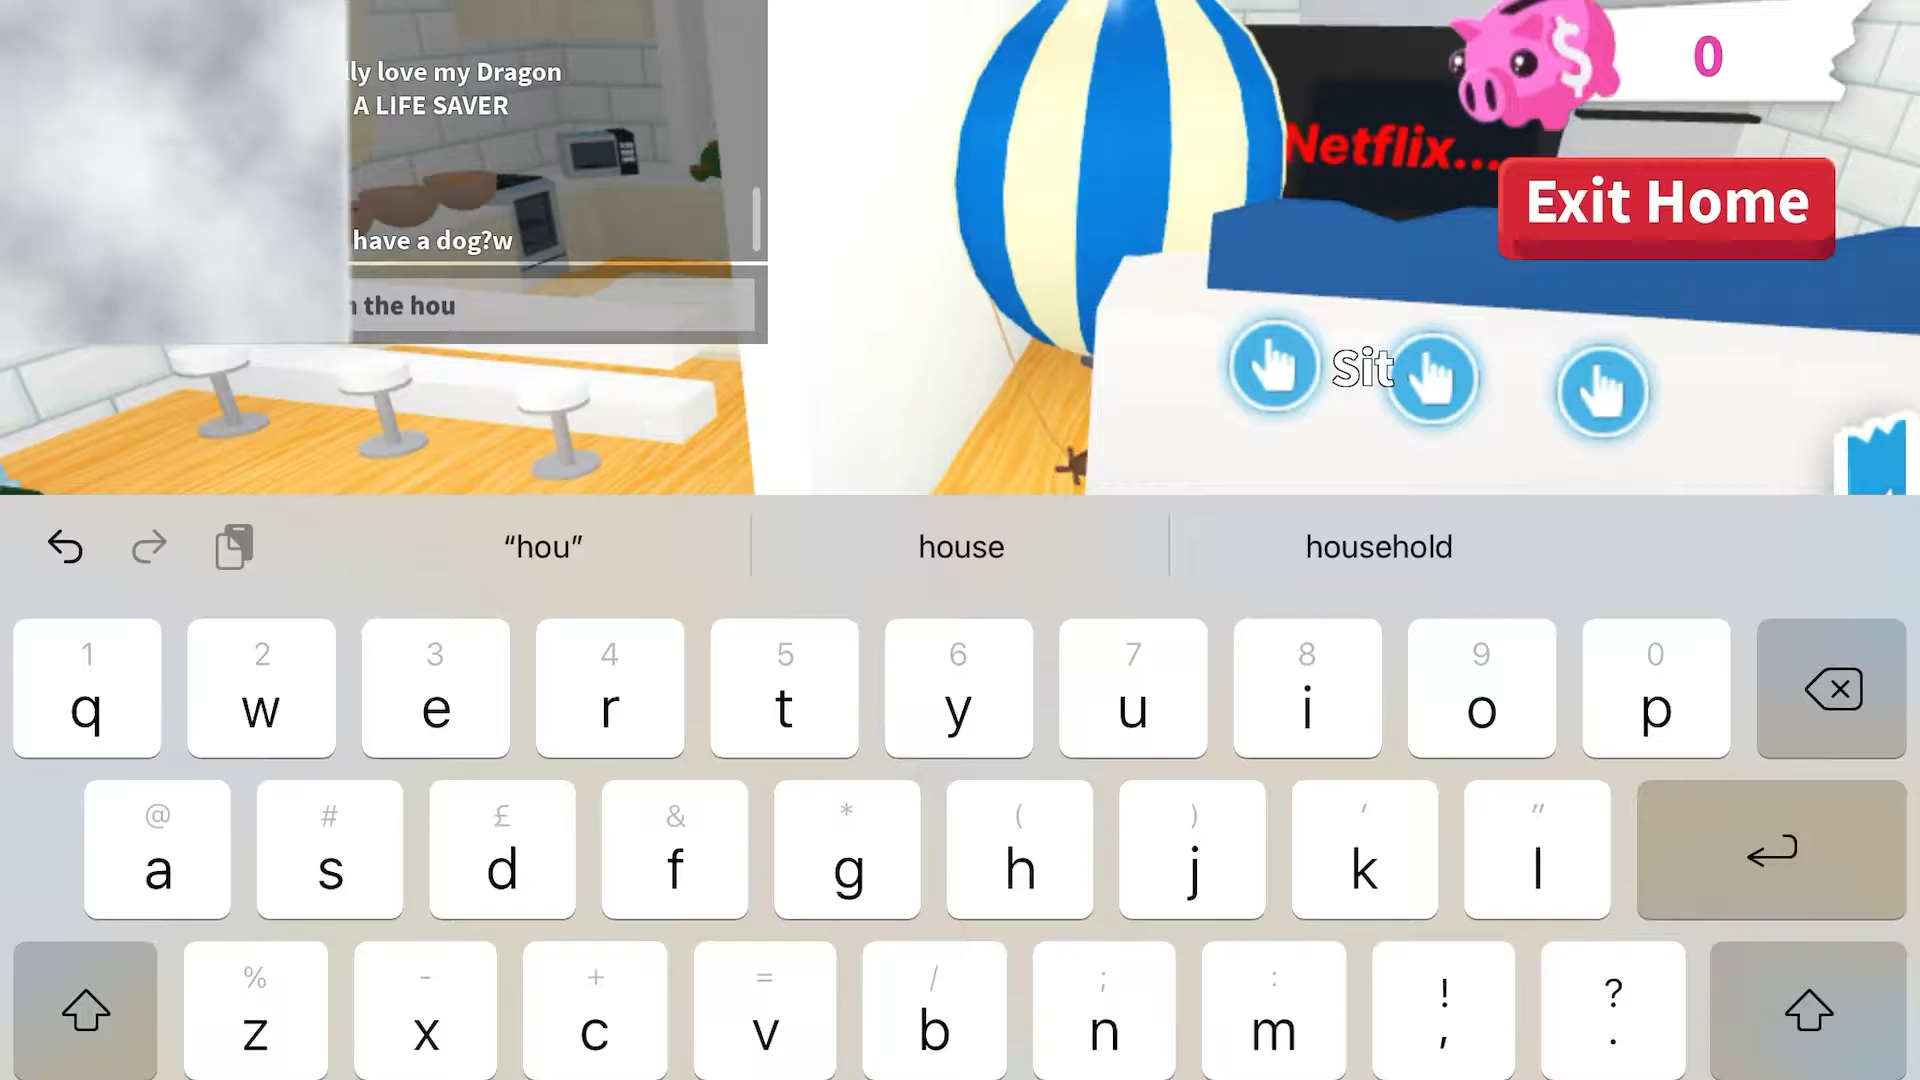 lly love my Dragon
A LIFE SAVER
have a dog?w
the hou
Netflix...
$
0
Exit Home
Sit
“hou”
house
household
1 2 3 4 5 6 7 8 9 0
q w e r t y u i o p
@ # £ & * ( ) ' "
a s d f g h j k l
% - + = / ; : ! ?
z x c v b n m , .